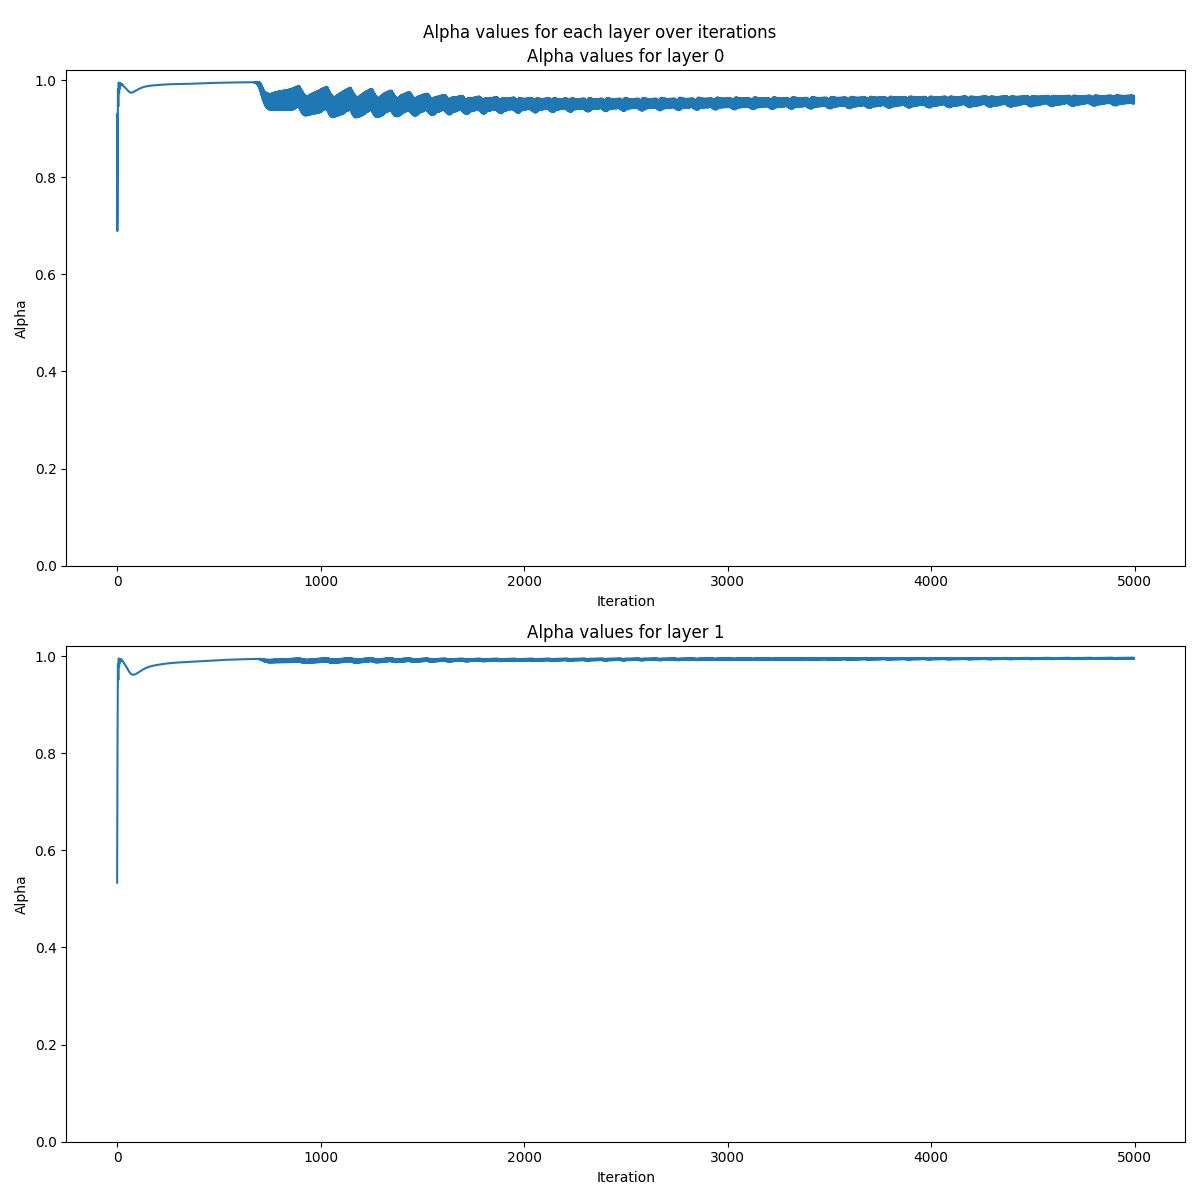 Alpha values for each layer over iterations
Alpha values for layer 0
1.0
0.8
0.6
0.4
0.2
0.0
Alpha
0 1000 2000 3000 4000 5000
Iteration
Alpha values for layer 1
1.0
0.8
0.6
0.4
0.2
0.0
Alpha
0 1000 2000 3000 4000 5000
Iteration